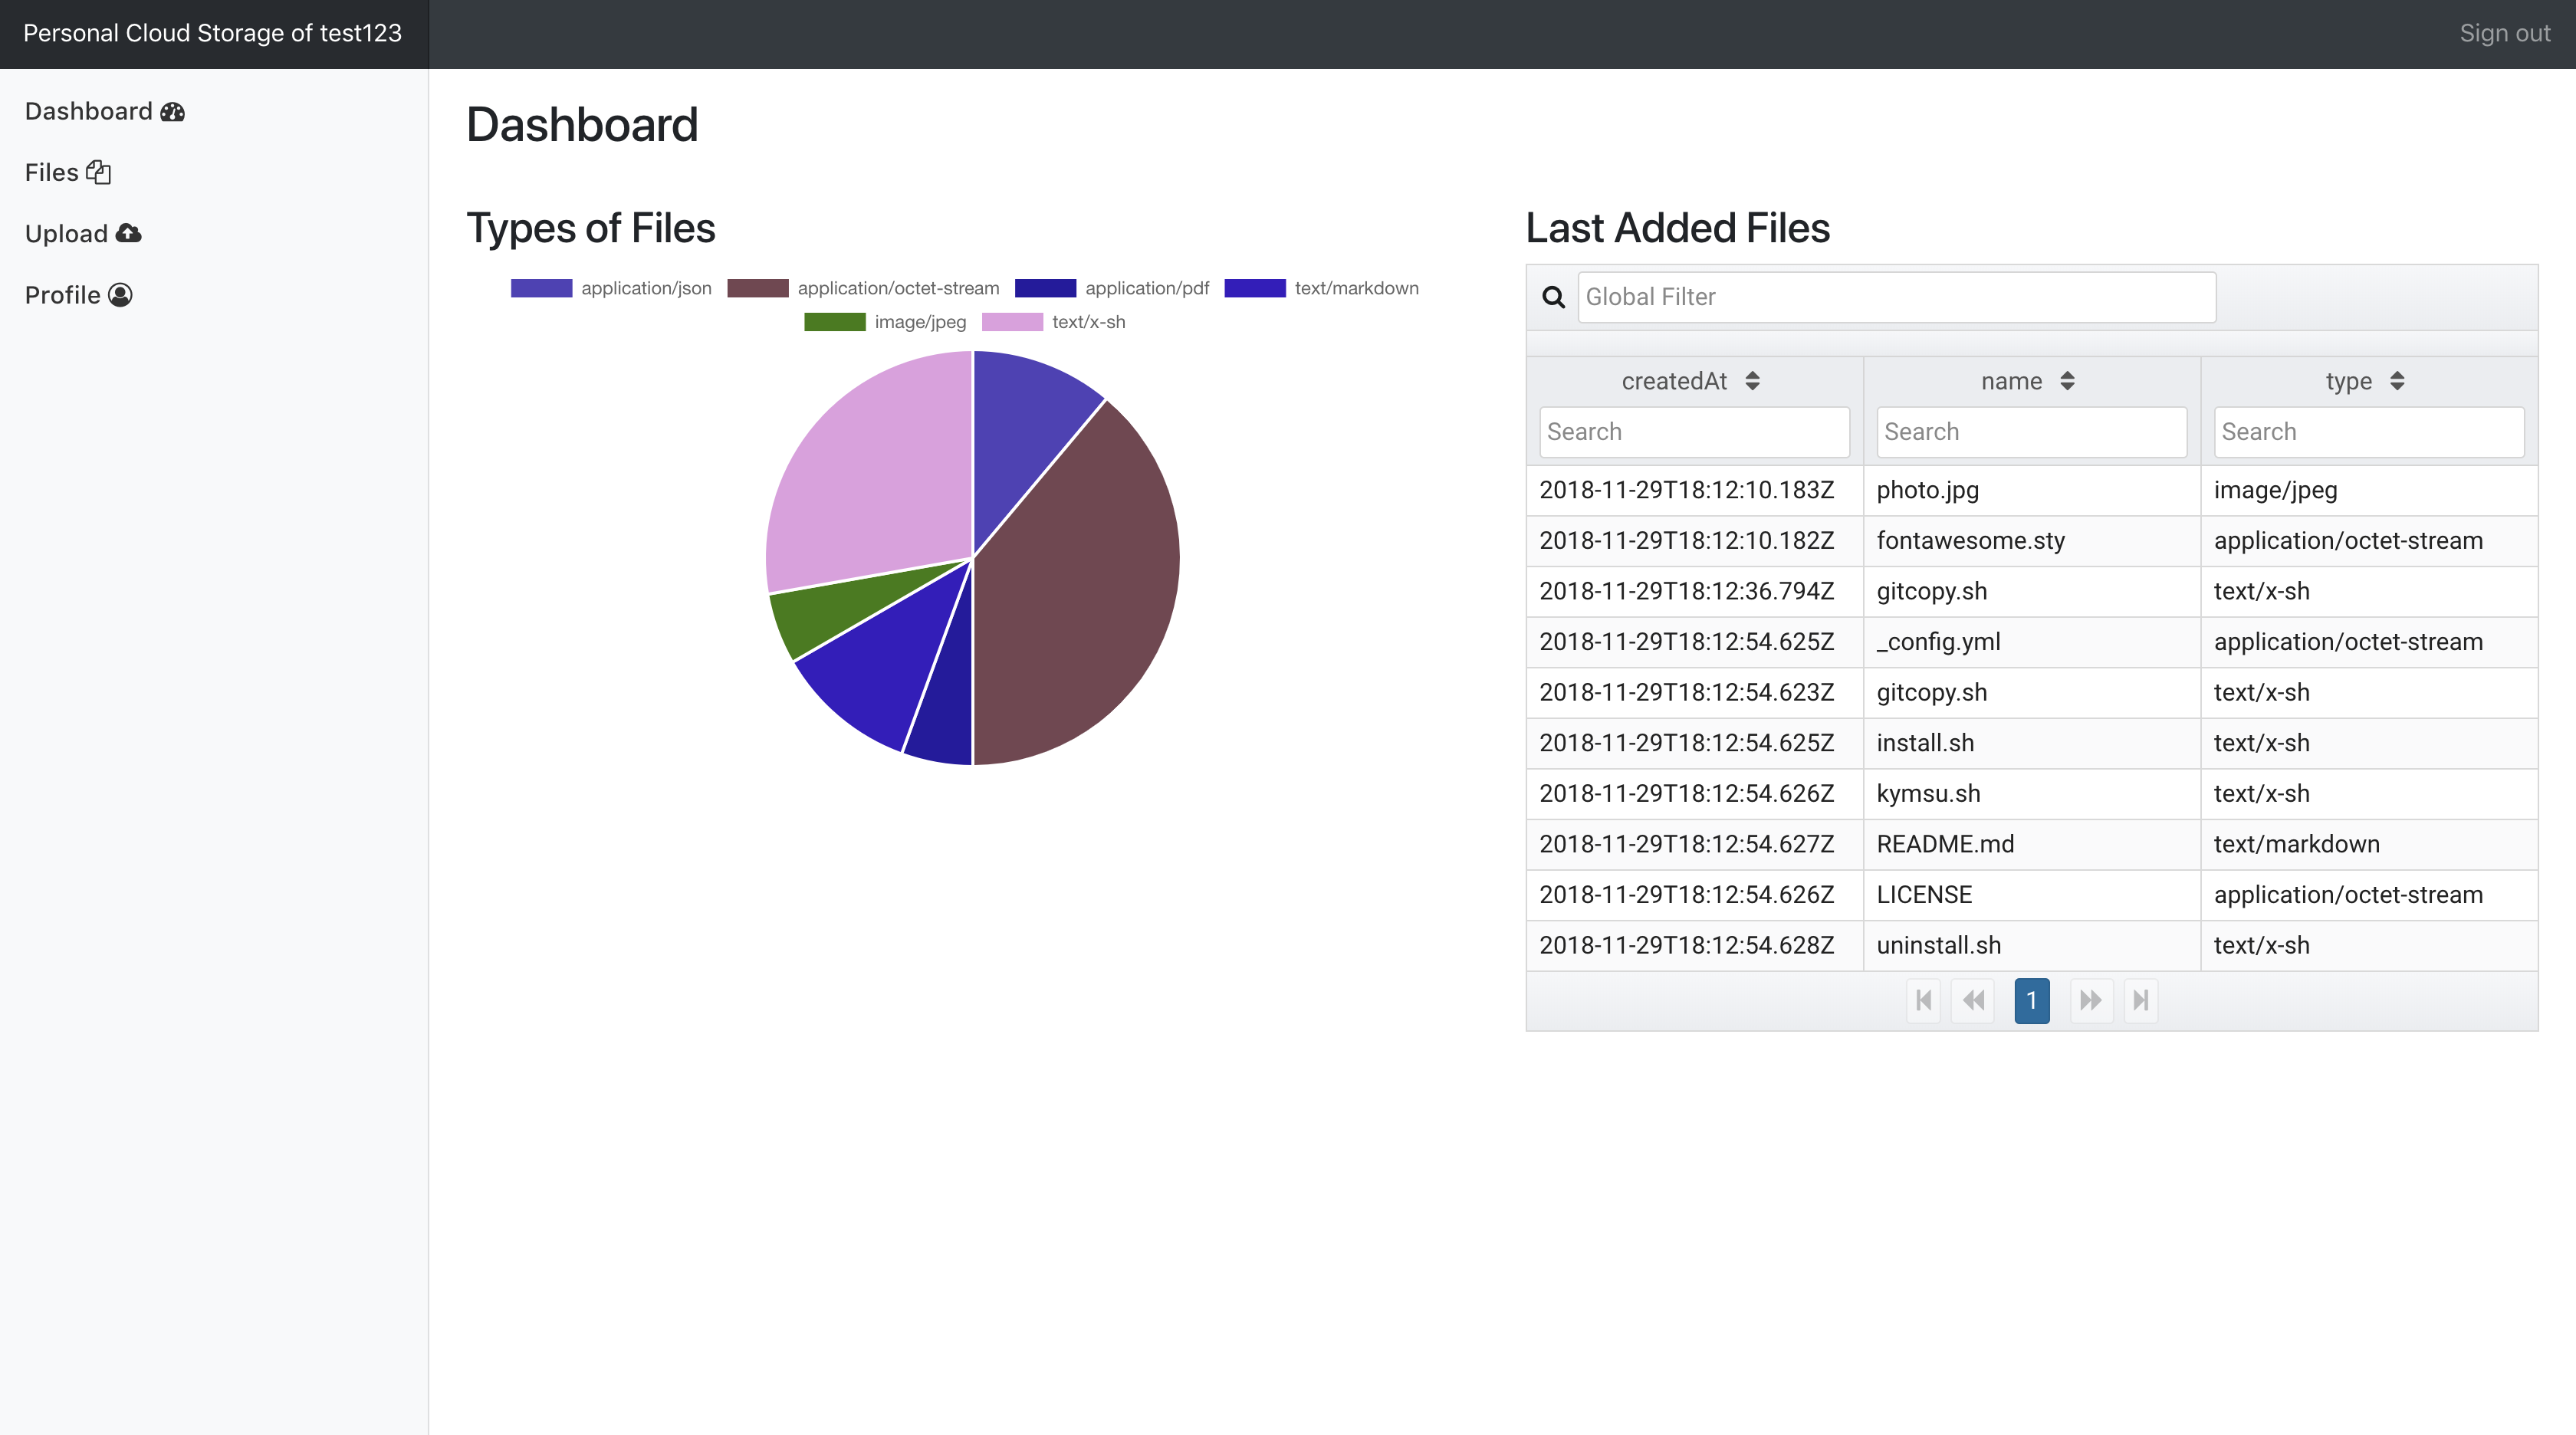 Personal Cloud Storage of test123
Sign out
Dashboard
Files
Upload
Profile
Dashboard
Types of Files
application/json application/octet-stream application/pdf text/markdown
image/jpeg text/x-sh
Last Added Files
Global Filter
createdAt name type
Search Search Search
2018-11-29T18:12:10.183Z photo.jpg image/jpeg
2018-11-29T18:12:10.182Z fontawesome.sty application/octet-stream
2018-11-29T18:12:36.794Z gitcopy.sh text/x-sh
2018-11-29T18:12:54.625Z _config.yml application/octet-stream
2018-11-29T18:12:54.623Z gitcopy.sh text/x-sh
2018-11-29T18:12:54.625Z install.sh text/x-sh
2018-11-29T18:12:54.626Z kymsu.sh text/x-sh
2018-11-29T18:12:54.627Z README.md text/markdown
2018-11-29T18:12:54.626Z LICENSE application/octet-stream
2018-11-29T18:12:54.628Z uninstall.sh text/x-sh
1